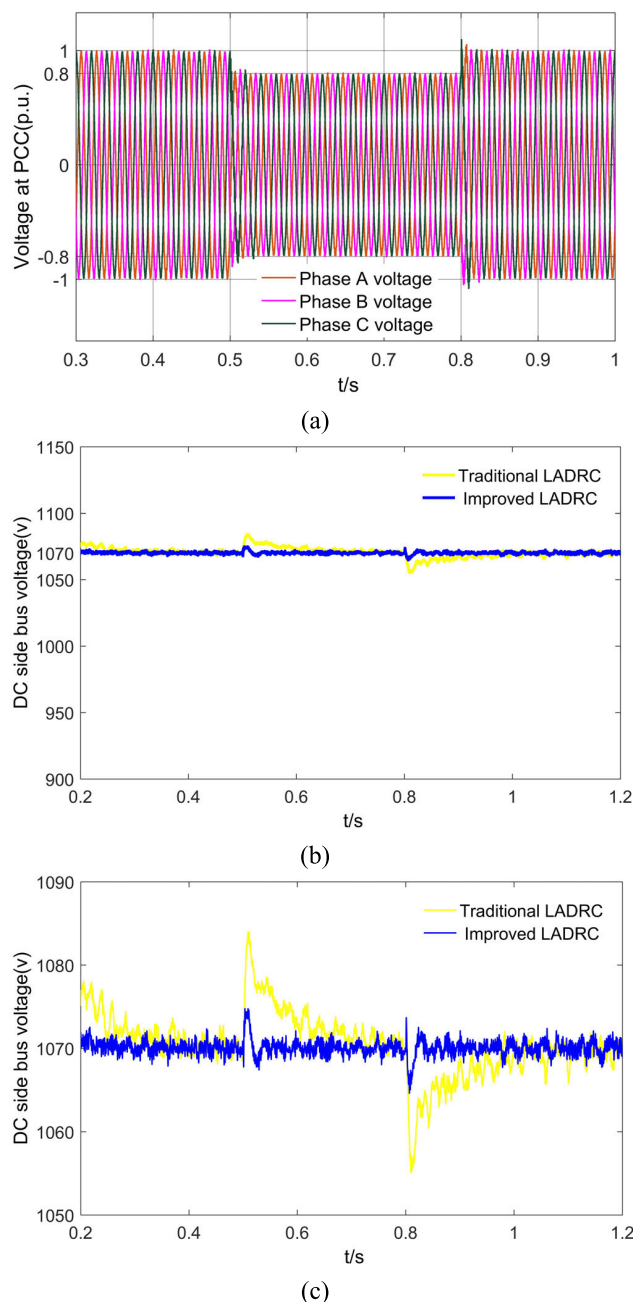 Voltage at PCC(p.u.)
1
0.8
0
-0.8
-1
Phase A voltage
Phase B voltage
Phase C voltage
0.3 0.4 0.5 0.6 0.7 0.8 0.9 1
t/s
(a)
DC side bus voltage(v)
1150
1100
1070
1050
1000
950
900
Traditional LADRC
Improved LADRC
0.2 0.4 0.6 0.8 1 1.2
t/s
(b)
DC side bus voltage(v)
1090
1080
1070
1060
1050
Traditional LADRC
Improved LADRC
0.2 0.4 0.6 0.8 1 1.2
t/s
(c)